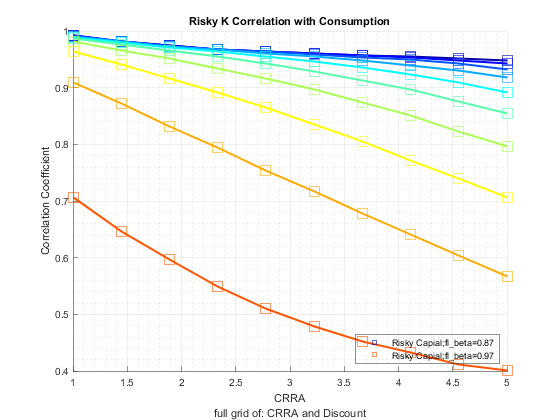 Risky K Correlation with Consumption
Correlation Coefficient
1
0.9
0.8
0.7
0.6
0.5
0.4
1
1.5
2
2.5
3
3.5
4
4.5
5
Risky Capial;fl_beta=0.87
Risky Capial;fl_beta=0.97
CRRA
full grid of: CRRA and Discount